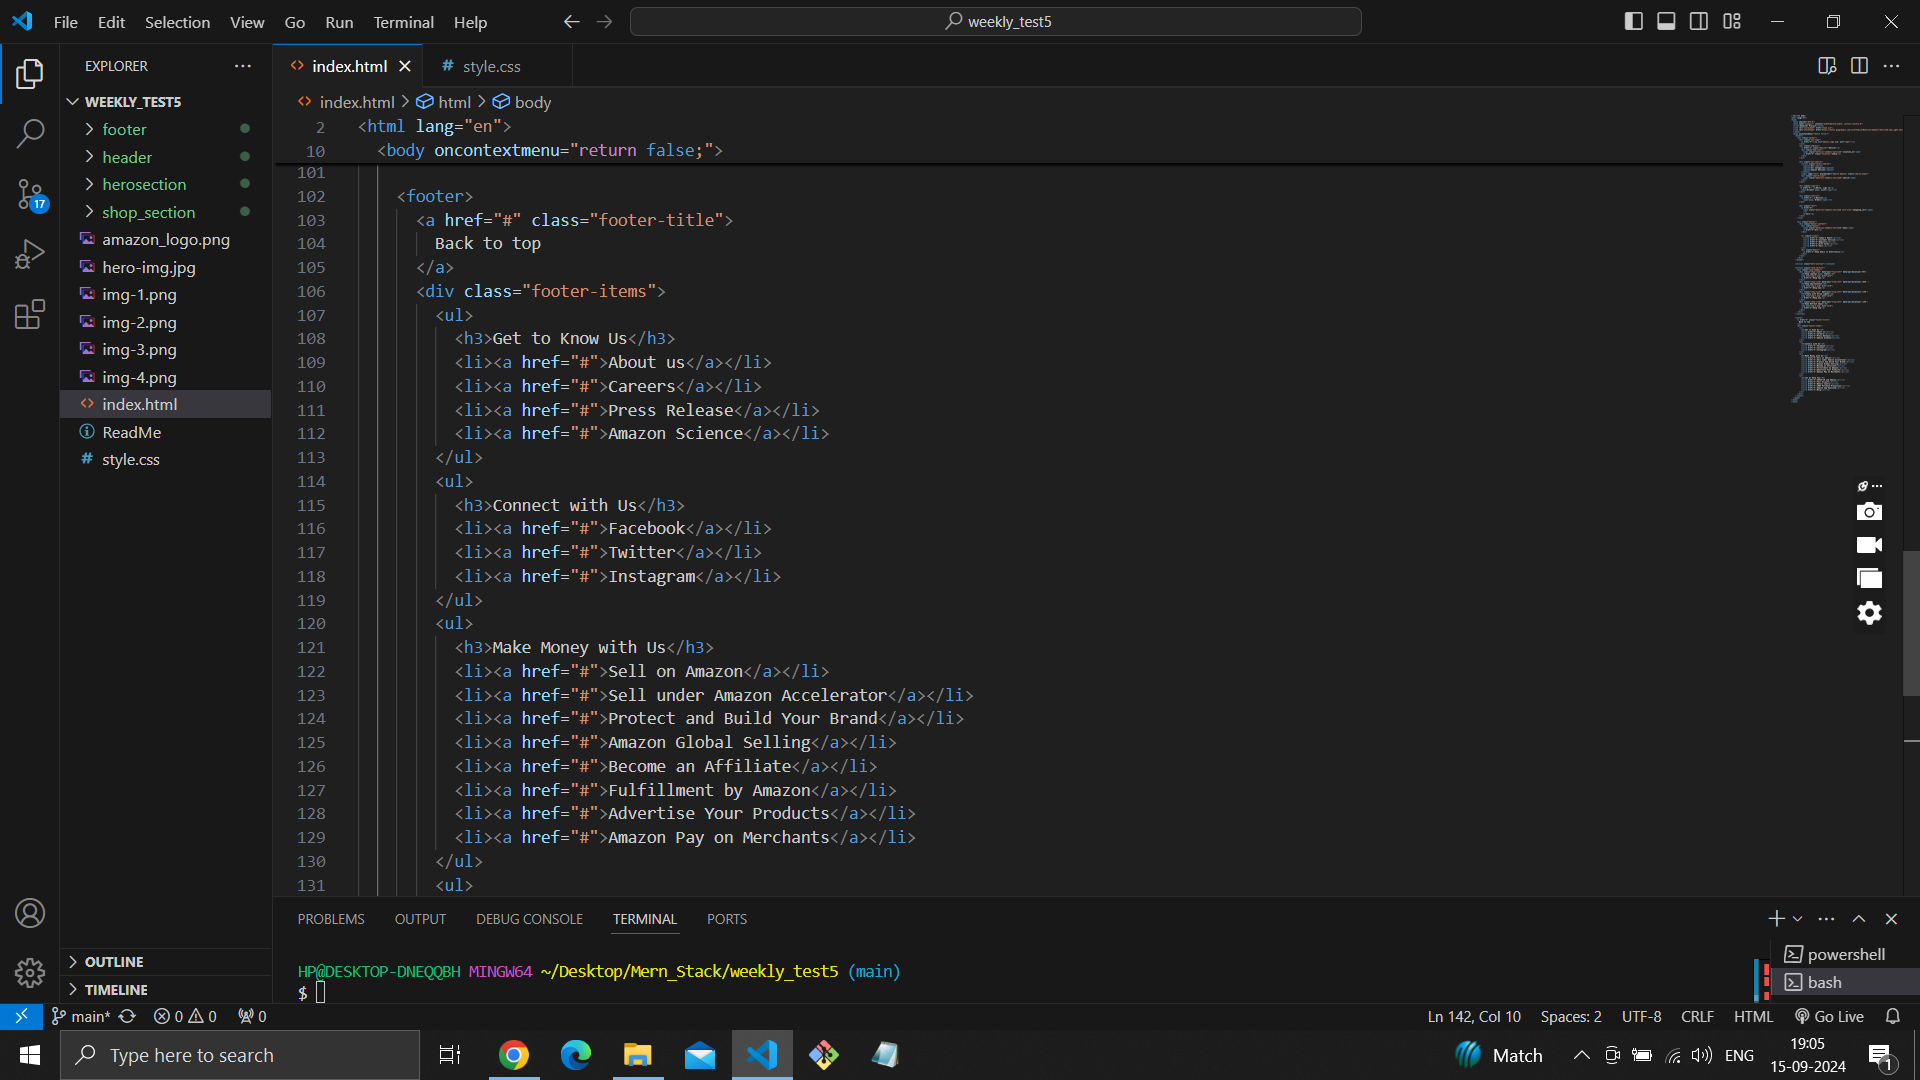 File Edit Selection View Go Run Terminal Help
weekly_test5
EXPLORER
WEEKLY_TEST5
footer
header
herosection
shop_section
amazon_logo.png
hero-img.jpg
img-1.png
img-2.png
img-3.png
img-4.png
index.html
ReadMe
style.css
OUTLINE
TIMELINE
17
index.html style.css
index.html > html > body
2 <html lang="en">
10 <body oncontextmenu="return false;">
101
102 <footer>
103 <a href="#" class="footer-title">
104 Back to top
105 </a>
106 <div class="footer-items">
107 <ul>
108 <h3>Get to Know Us</h3>
109 <li><a href="#">About us</a></li>
110 <li><a href="#">Careers</a></li>
111 <li><a href="#">Press Release</a></li>
112 <li><a href="#">Amazon Science</a></li>
113 </ul>
114 <ul>
115 <h3>Connect with Us</h3>
116 <li><a href="#">Facebook</a></li>
117 <li><a href="#">Twitter</a></li>
118 <li><a href="#">Instagram</a></li>
119 </ul>
120 <ul>
121 <h3>Make Money with Us</h3>
122 <li><a href="#">Sell on Amazon</a></li>
123 <li><a href="#">Sell under Amazon Accelerator</a></li>
124 <li><a href="#">Protect and Build Your Brand</a></li>
125 <li><a href="#">Amazon Global Selling</a></li>
126 <li><a href="#">Become an Affiliate</a></li>
127 <li><a href="#">Fulfillment by Amazon</a></li>
128 <li><a href="#">Advertise Your Products</a></li>
129 <li><a href="#">Amazon Pay on Merchants</a></li>
130 </ul>
131 <ul>
PROBLEMS OUTPUT DEBUG CONSOLE TERMINAL PORTS
HP@DESKTOP-DNEQQBH MINGW64 ~/Desktop/Mern_Stack/weekly_test5 (main)
$
powershell
bash
main* 0 0 0
Ln 142, Col 10 Spaces: 2 UTF-8 CRLF HTML Go Live
Type here to search
Match
ENG
19:05
15-09-2024
1